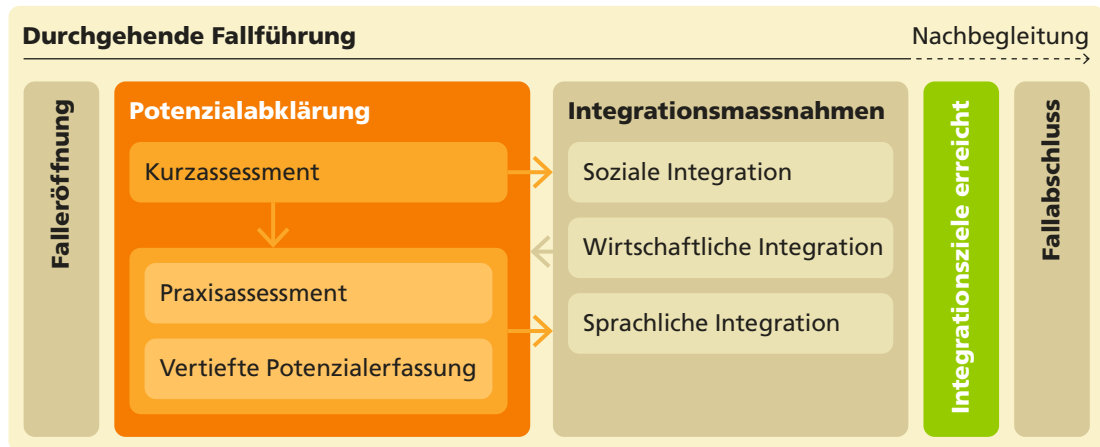 Durchgehende Fallführung
Nachbegleitung
Falleröffnung
Potenzialabklärung
Kurzassessment
Praxisassessment
Vertiefte Potenzialerfassung
Integrationsmassnahmen
Soziale Integration
Wirtschaftliche Integration
Sprachliche Integration
Integrationsziele erreicht
Fallabschluss